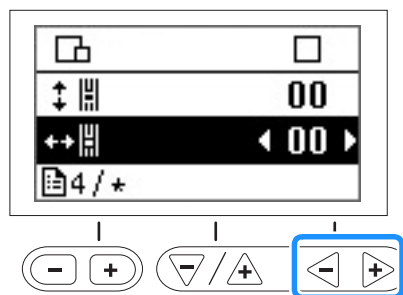 00
00
4/*
- + - / + - +